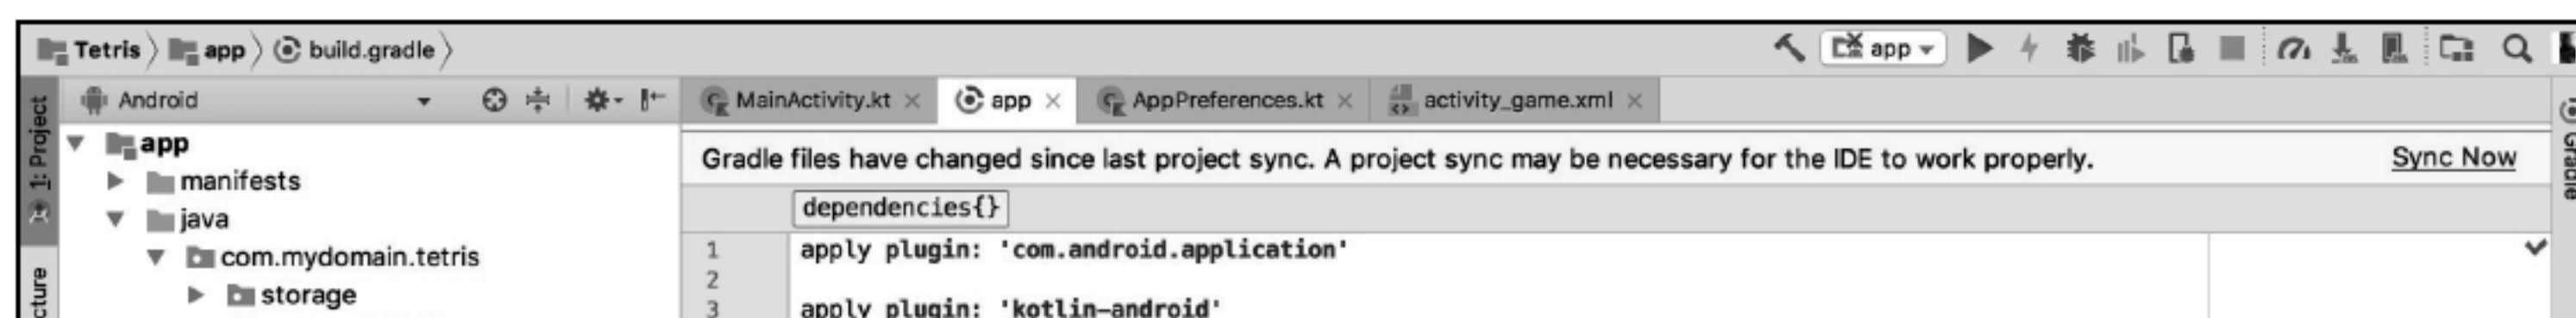 Tetris app build.gradle app
Android MainActivity.kt app AppPreferences.kt activity_game.xml
1: Project
app
manifests
java
com.mydomain.tetris
storage
Gradle files have changed since last project sync. A project sync may be necessary for the IDE to work properly. Sync Now
dependencies{}
1 apply plugin: 'com.android.application'
2
3 apply plugin: 'kotlin-android'
Gradle